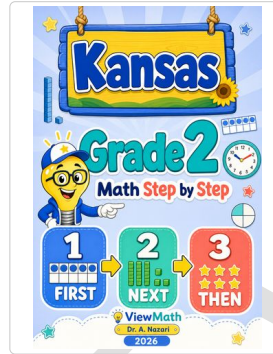 Kansas
Grade 2
Math Step by Step
1 2 3
FIRST NEXT THEN
ViewMath
Dr. A. Nazari
2026